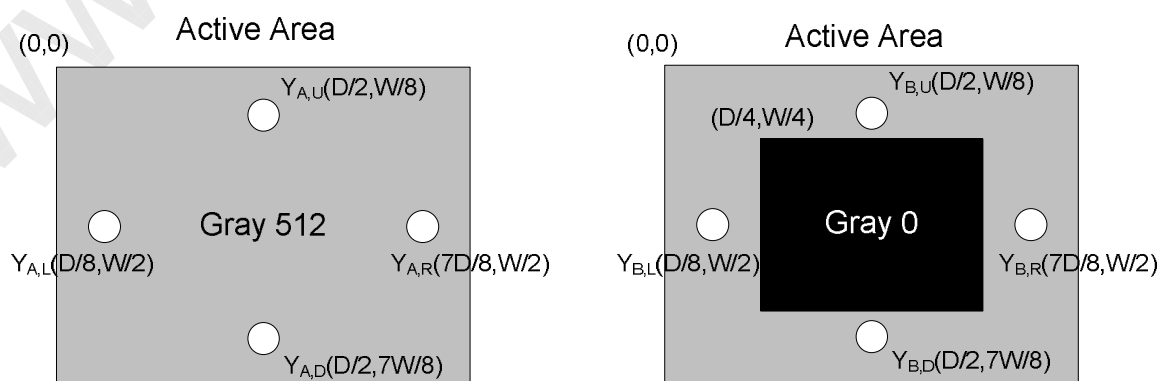 Active Area
(0,0)
Y_A,U(D/2,W/8)
Gray 512
Y_A,L(D/8,W/2)
Y_A,R(7D/8,W/2)
Y_A,D(D/2,7W/8)
Active Area
(0,0)
Y_B,U(D/2,W/8)
(D/4,W/4)
Gray 0
Y_B,L(D/8,W/2)
Y_B,R(7D/8,W/2)
Y_B,D(D/2,7W/8)